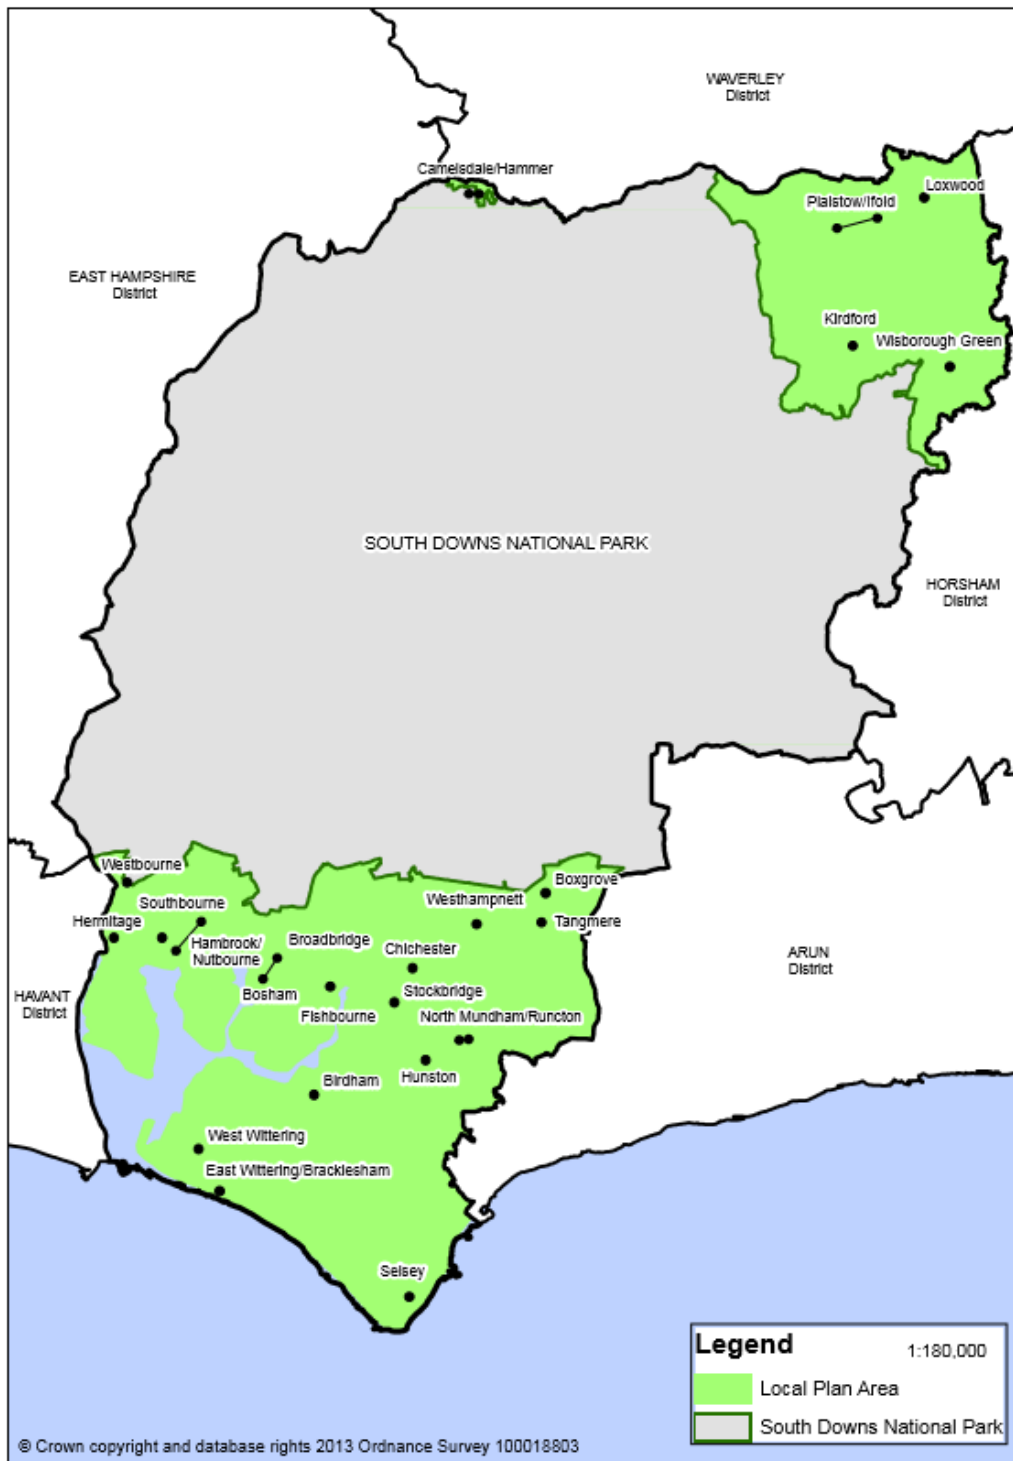 WAVERLEY
District
Camelsdale/Hammer
Loxwood
Plaistow/Ifold
EAST HAMPSHIRE
District
Kirdford
Wisborough Green
SOUTH DOWNS NATIONAL PARK
HORSHAM
District
Westbourne
Boxgrove
Southbourne
Westhampnett
Hermitage
Tangmere
Hambrook/
Nutbourne
Broadbridge
Chichester
ARUN
District
HAVANT
District
Bosham
Stockbridge
Fishbourne
North Mundham/Runcton
Hunston
Birdham
West Wittering
East Wittering/Bracklesham
Selsey
Legend
1:180,000
Local Plan Area
South Downs National Park
© Crown copyright and database rights 2013 Ordnance Survey 100018803